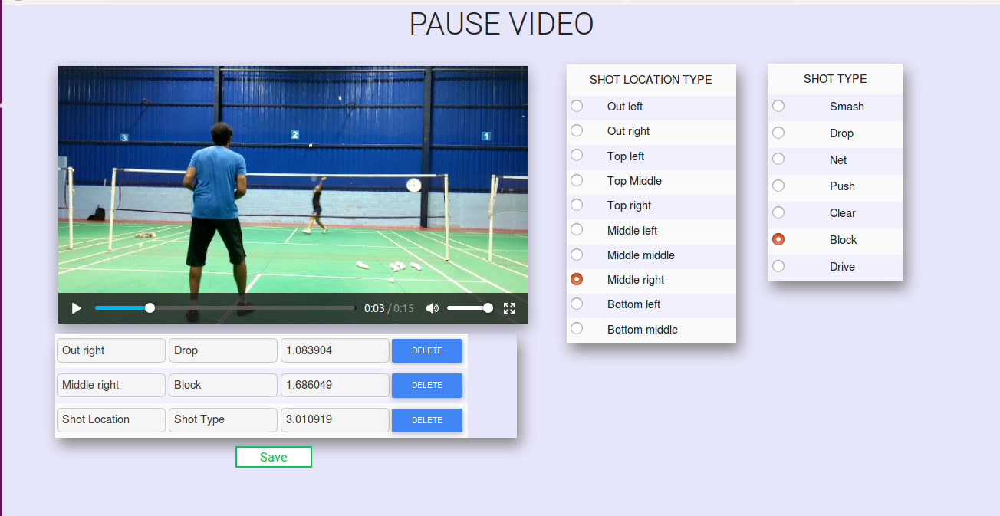 PAUSE VIDEO
3
2
1
0:03 / 0:15
SHOT LOCATION TYPE
Out left
Out right
Top left
Top Middle
Top right
Middle left
Middle middle
Middle right
Bottom left
Bottom middle
SHOT TYPE
Smash
Drop
Net
Push
Clear
Block
Drive
Out right Drop 1.083904 DELETE
Middle right Block 1.686049 DELETE
Shot Location Shot Type 3.010919 DELETE
Save